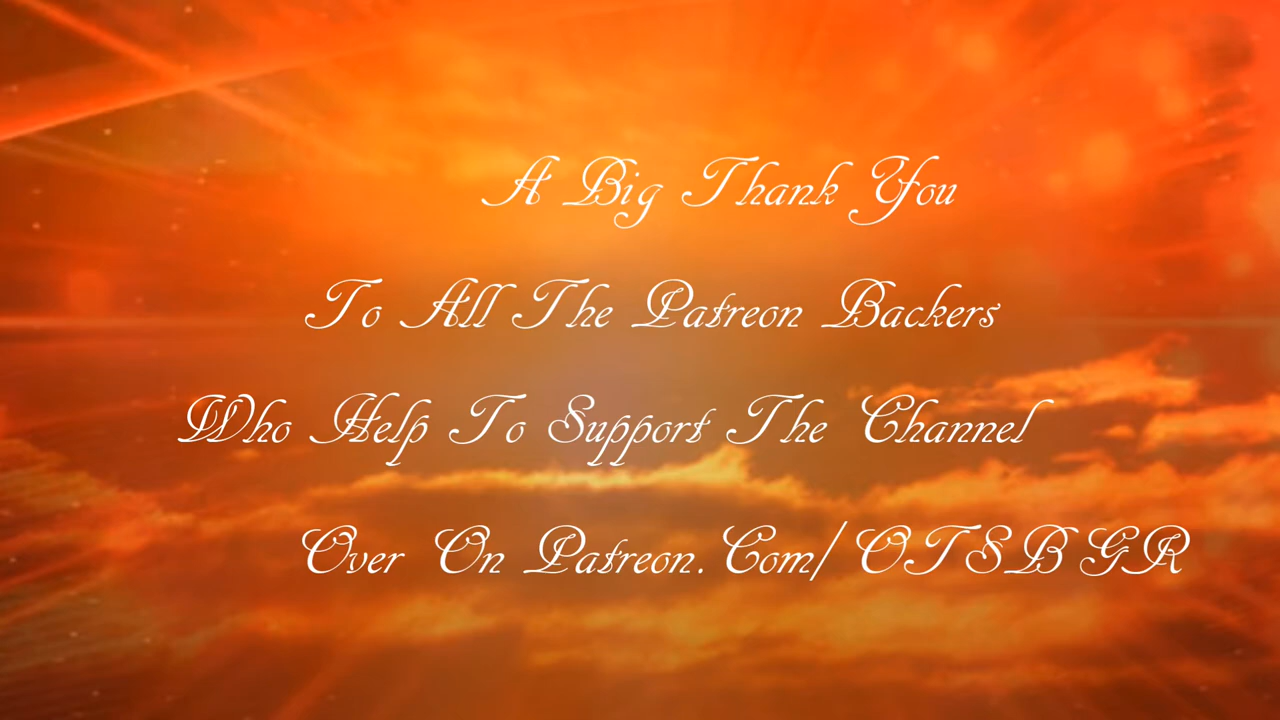 A Big Thank You
To All The Patreon Backers
Who Help To Support The Channel
Over On Patreon.Com/OTSBGR